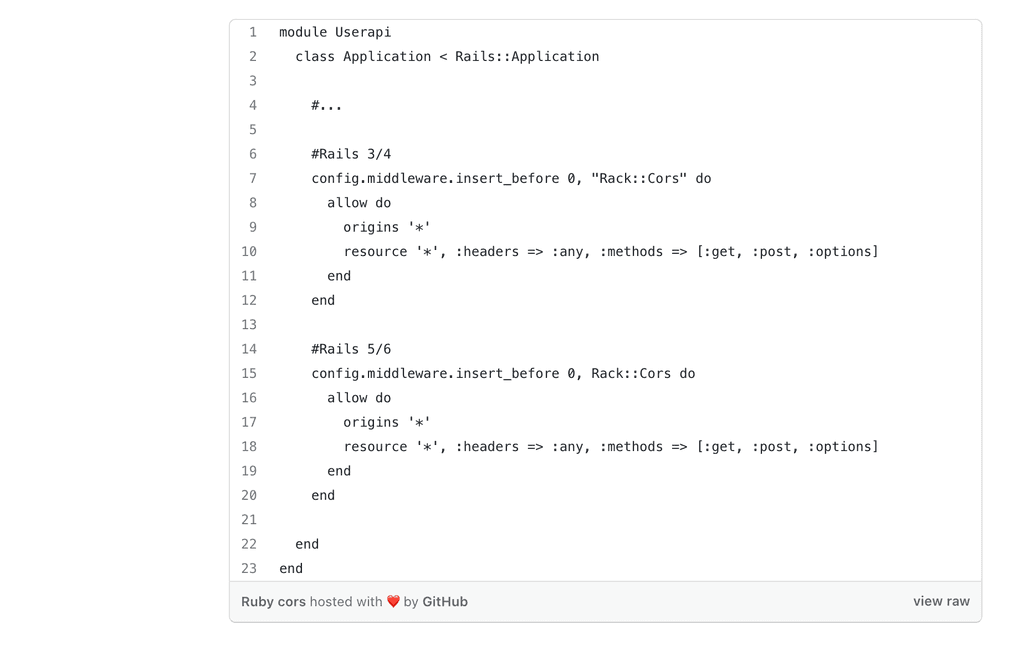 1 module Userapi
2 class Application < Rails::Application
3
4 #...
5
6 #Rails 3/4
7 config.middleware.insert_before 0, "Rack::Cors" do
8 allow do
9 origins '*'
10 resource '*', :headers => :any, :methods => [:get, :post, :options]
11 end
12 end
13
14 #Rails 5/6
15 config.middleware.insert_before 0, Rack::Cors do
16 allow do
17 origins '*'
18 resource '*', :headers => :any, :methods => [:get, :post, :options]
19 end
20 end
21
22 end
23 end
Ruby cors hosted with ❤ by GitHub view raw